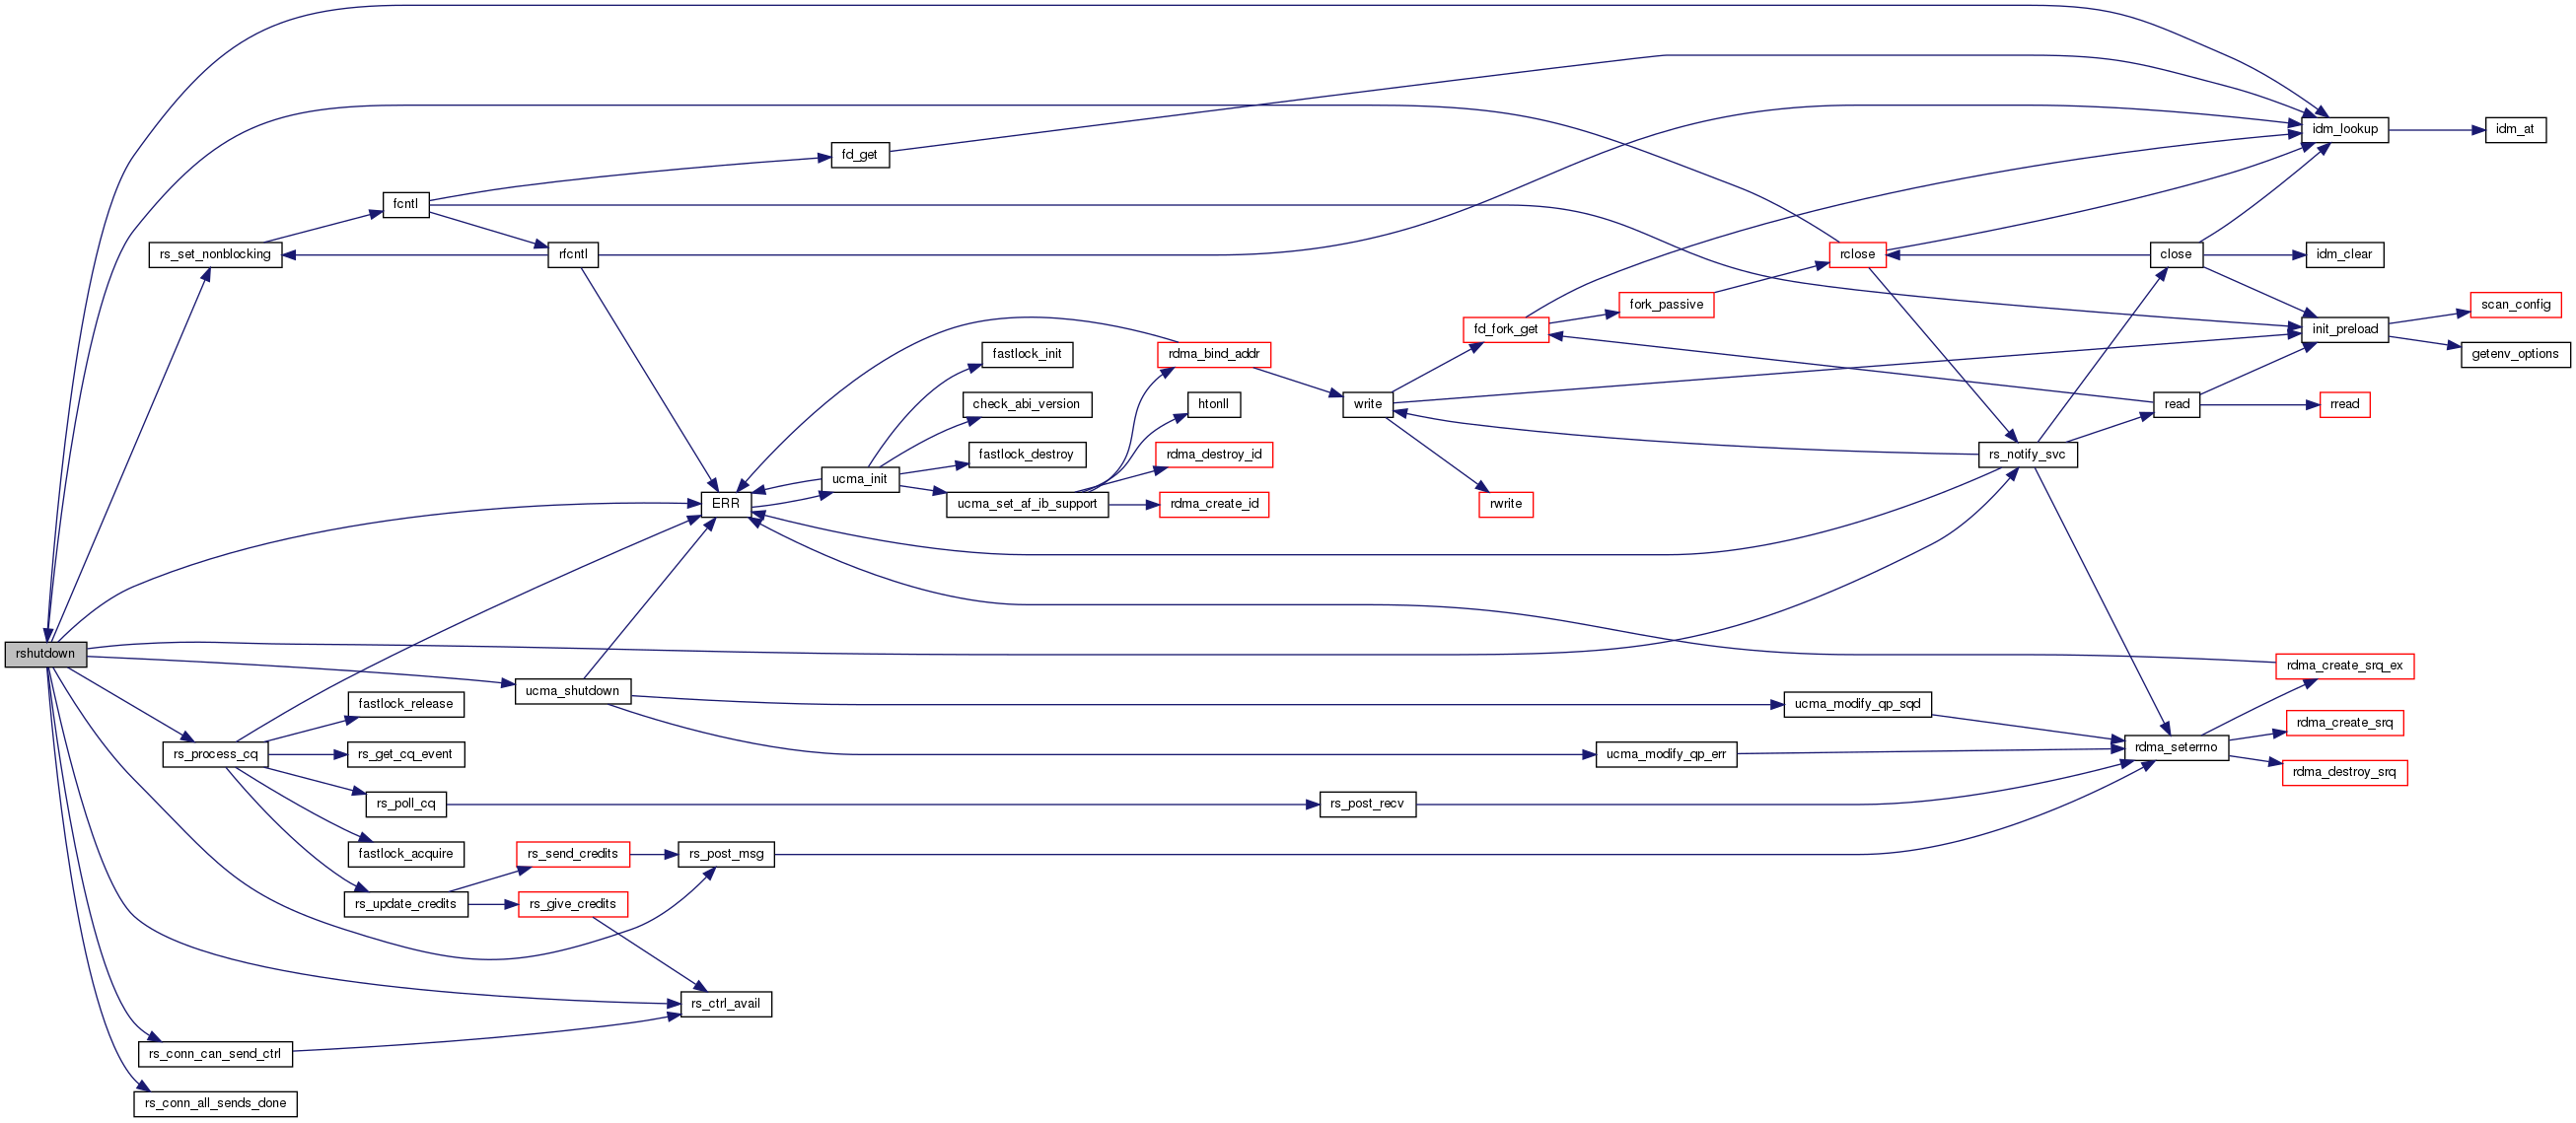 idm_lookup
idm_at
fd_get
fcntl
rs_set_nonblocking
rfcntl
rclose
close
idm_clear
fork_passive
scan_config
fd_fork_get
init_preload
fastlock_init
rdma_bind_addr
getenv_options
check_abi_version
htonll
write
read
rread
fastlock_destroy
rdma_destroy_id
rs_notify_svc
ucma_init
ERR
ucma_set_af_ib_support
rdma_create_id
rwrite
rshutdown
rdma_create_srq_ex
ucma_shutdown
fastlock_release
ucma_modify_qp_sqd
rdma_create_srq
rs_process_cq
rs_get_cq_event
ucma_modify_qp_err
rdma_seterrno
rdma_destroy_srq
rs_poll_cq
rs_post_recv
fastlock_acquire
rs_send_credits
rs_post_msg
rs_update_credits
rs_give_credits
rs_ctrl_avail
rs_conn_can_send_ctrl
rs_conn_all_sends_done